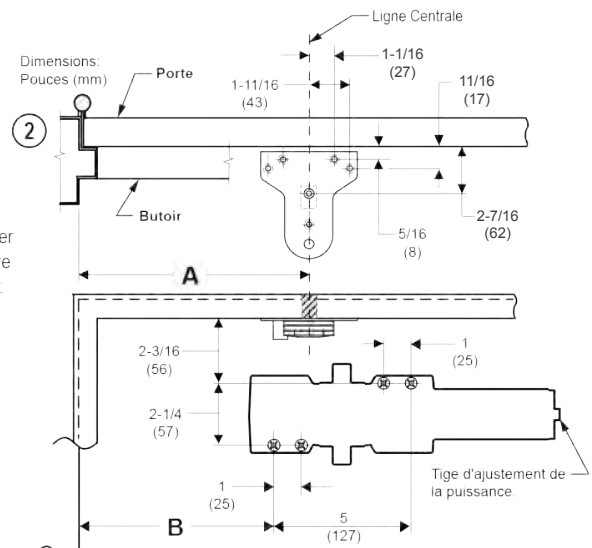 Ligne Centrale
1-1/16
(27)
Dimensions:
Pouces (mm)
Porte
1-11/16
(43)
11/16
(17)
2
Butoir
5/16
(8)
2-7/16
(62)
er
re
:
A
2-3/16
(56)
1
(25)
2-1/4
(57)
1
(25)
Tige d'ajustement de
la puissance.
B
5
(127)